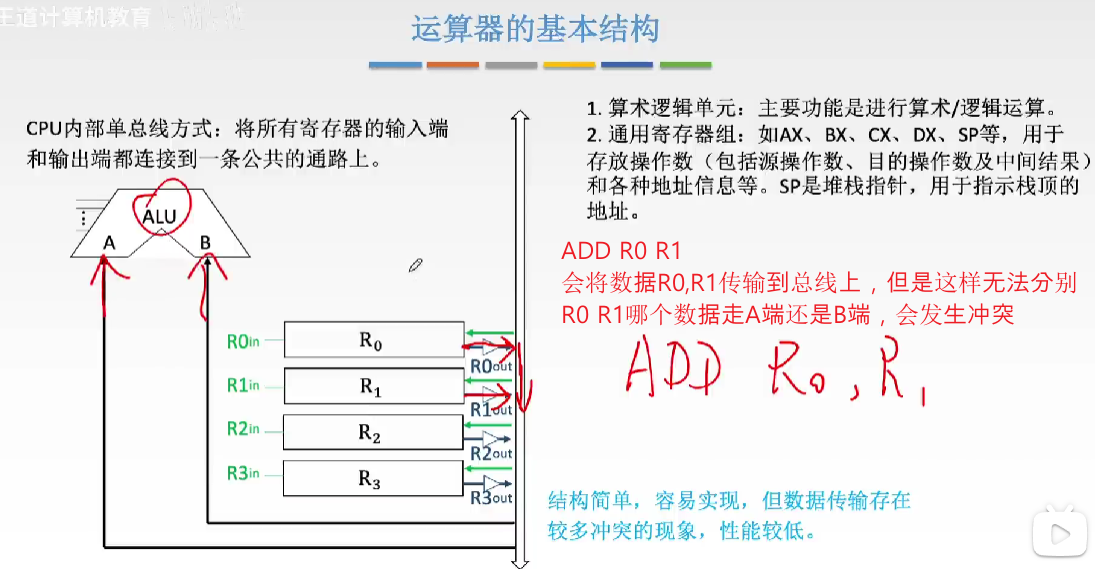 王道计算机教育
运算器的基本结构
CPU内部单总线方式：将所有寄存器的输入端
和输出端都连接到一条公共的通路上。
ALU
A
B
R0in
R0
R0out
R1in
R1
R1out
R2in
R2
R2out
R3in
R3
R3out
1. 算术逻辑单元：主要功能是进行算术/逻辑运算。
2. 通用寄存器组：如AX、BX、CX、DX、SP等，用于
存放操作数（包括源操作数、目的操作数及中间结果）
和各种地址信息等。SP是堆栈指针，用于指示栈顶的
地址。
ADD R0 R1
会将数据R0,R1传输到总线上，但是这样无法分别
R0 R1哪个数据走A端还是B端，会发生冲突
ADD R0, R1
结构简单，容易实现，但数据传输存在
较多冲突的现象，性能较低。